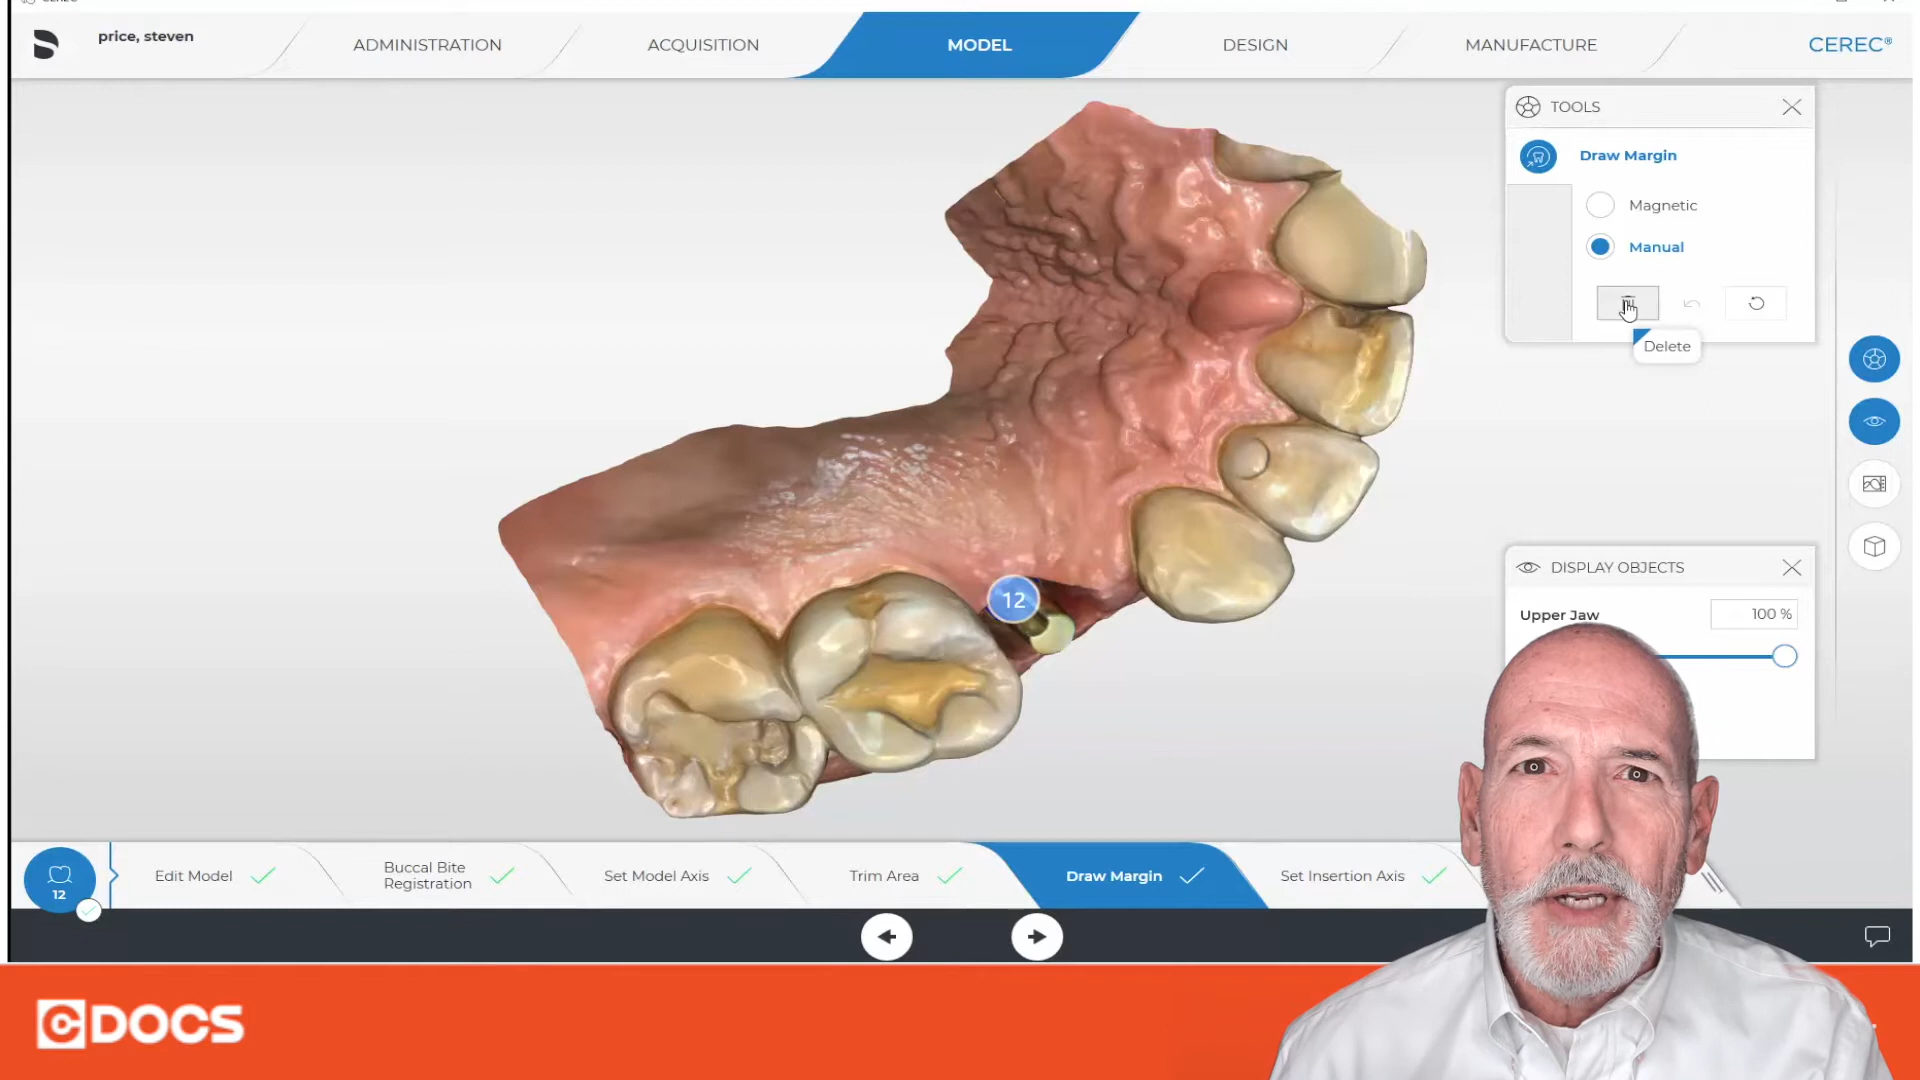 price, steven
ADMINISTRATION
ACQUISITION
MODEL
DESIGN
MANUFACTURE
CEREC®
TOOLS
Draw Margin
Magnetic
Manual
Delete
12
DISPLAY OBJECTS
Upper Jaw
100 %
12
Edit Model
Buccal Bite
Registration
Set Model Axis
Trim Area
Draw Margin
Set Insertion Axis
CDOCS